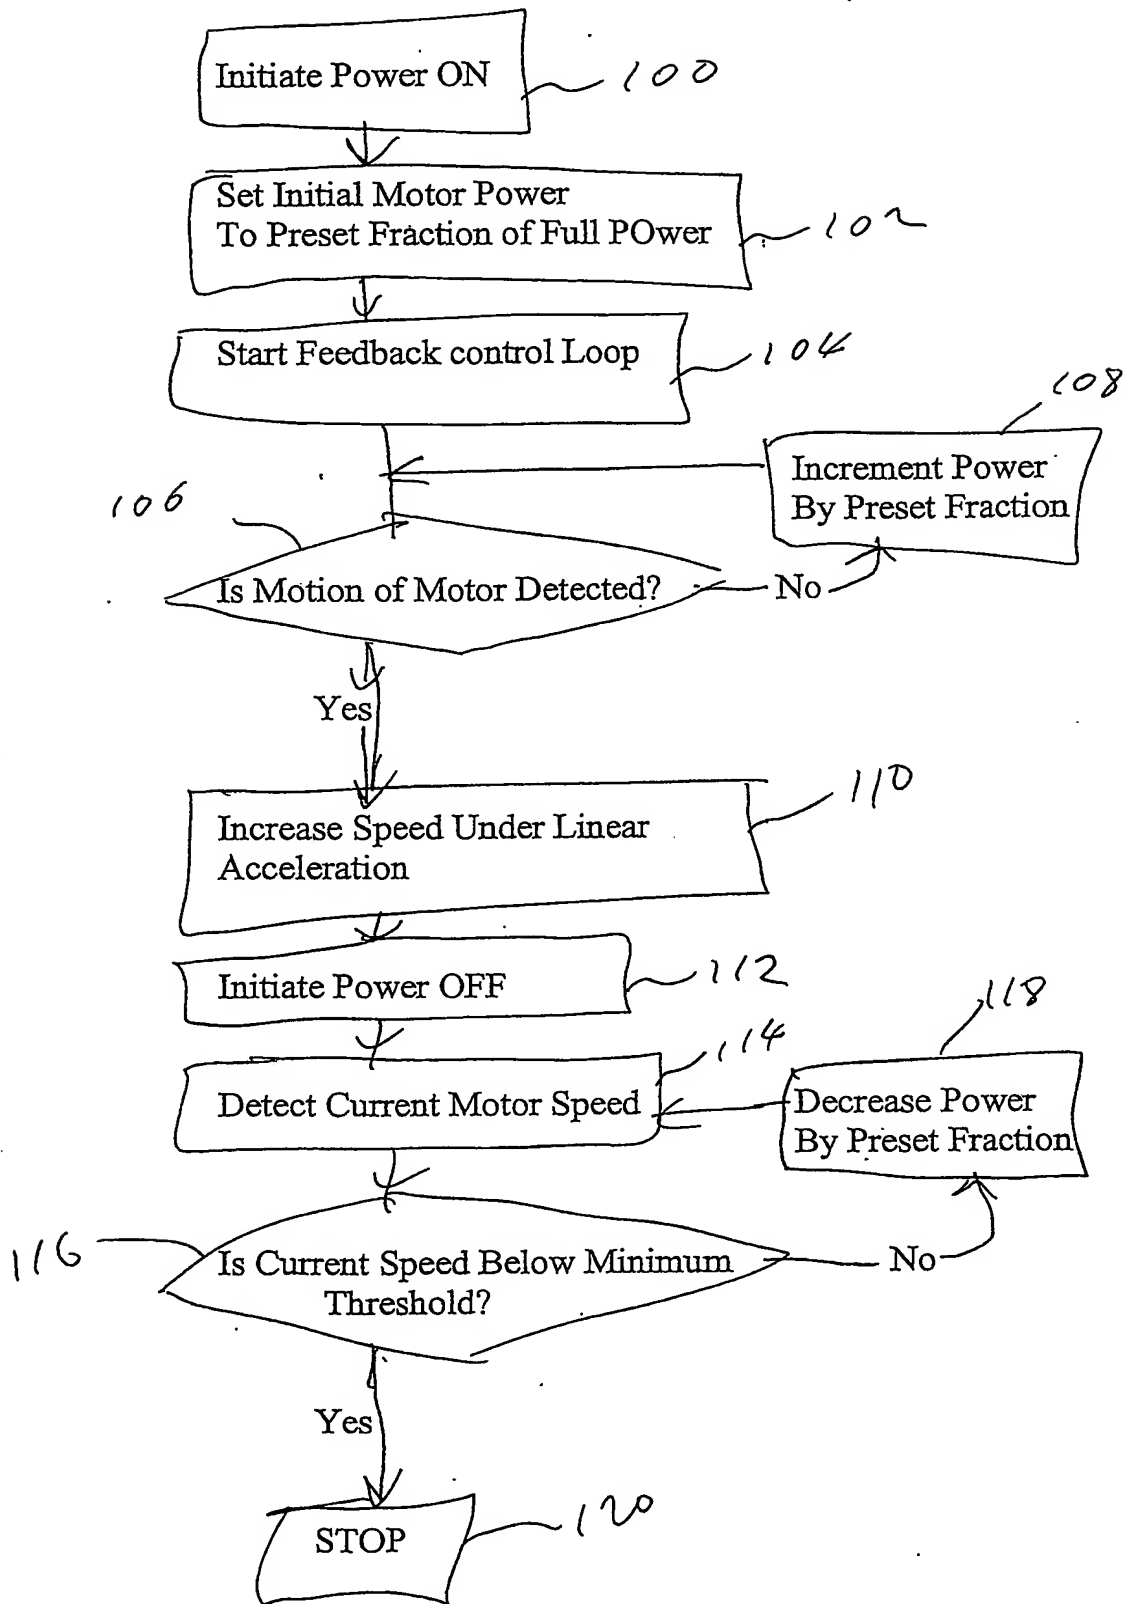 Initiate Power ON
100
Set Initial Motor Power
To Preset Fraction of Full POwer
102
Start Feedback control Loop
104
108
Increment Power
By Preset Fraction
106
Is Motion of Motor Detected?
No
Yes
110
Increase Speed Under Linear
Acceleration
Initiate Power OFF
112
114
118
Detect Current Motor Speed
Decrease Power
By Preset Fraction
116
Is Current Speed Below Minimum
Threshold?
No
Yes
STOP
120